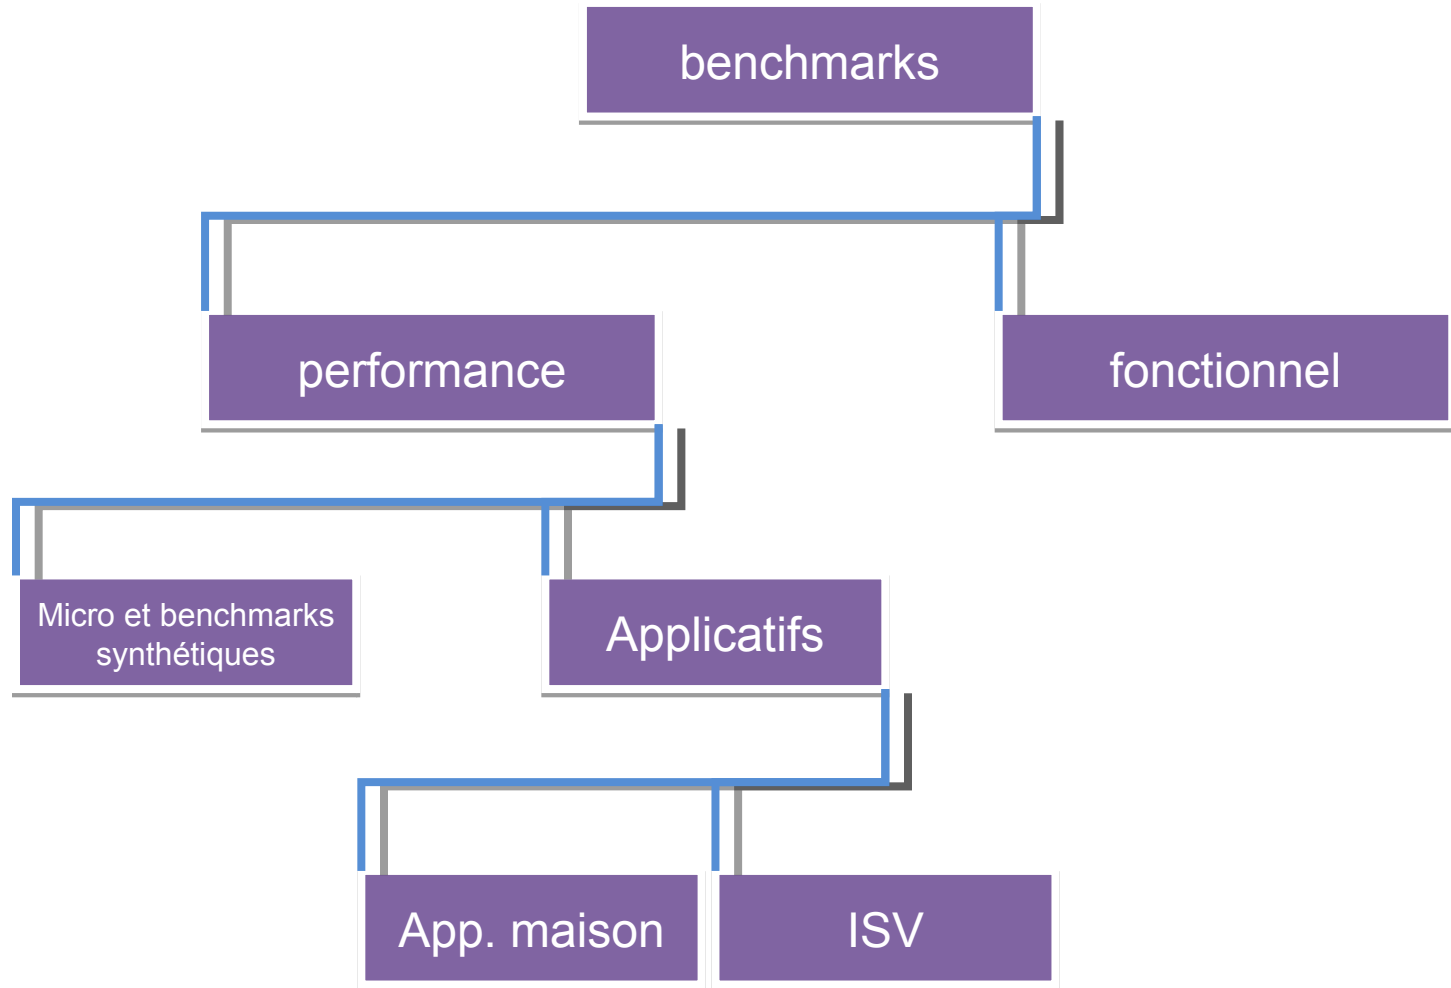 benchmarks
performance
fonctionnel
Micro et benchmarks
synthétiques
Applicatifs
App. maison
ISV